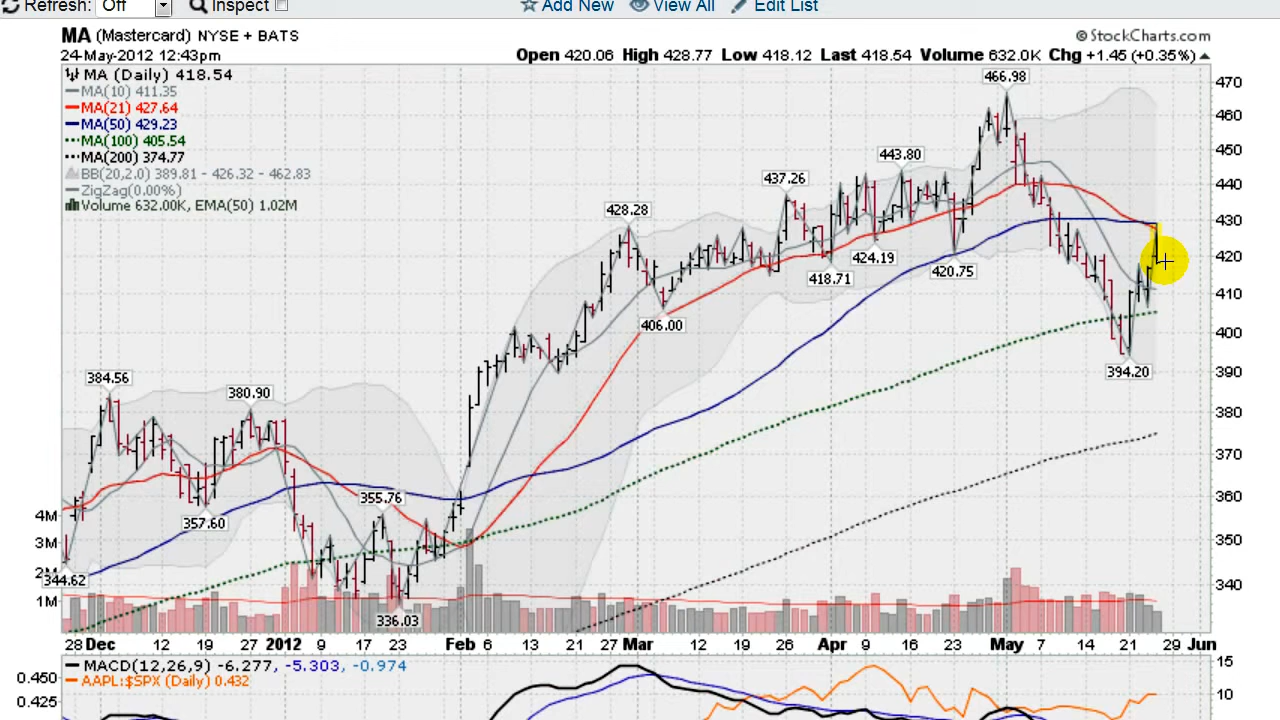 Refresh: Off Inspect Add New View All Edit List
MA (Mastercard) NYSE + BATS © StockCharts.com
24-May-2012 12:43pm Open 420.06 High 428.77 Low 418.12 Last 418.54 Volume 632.0K Chg +1.45 (+0.35%)
MA (Daily) 418.54
MA(10) 411.35
MA(21) 427.64
MA(50) 429.23
MA(100) 405.54
MA(200) 374.77
BB(20,2.0) 389.81 - 426.32 - 462.83
ZigZag(0.00%)
Volume 632.00K, EMA(50) 1.02M
466.98
443.80
437.26
428.28
424.19
420.75
418.71
406.00
394.20
384.56
380.90
357.60
355.76
344.62
336.03
470
460
450
440
430
420
410
400
390
380
370
360
350
340
4M
3M
2M
1M
28 Dec 12 19 27 2012 9 17 23 Feb 6 13 21 27 Mar 12 19 26 Apr 9 16 23 May 7 14 21 29 Jun
MACD(12,26,9) -6.277, -5.303, -0.974
AAPL:$SPX (Daily) 0.432
0.450
0.425
15
10